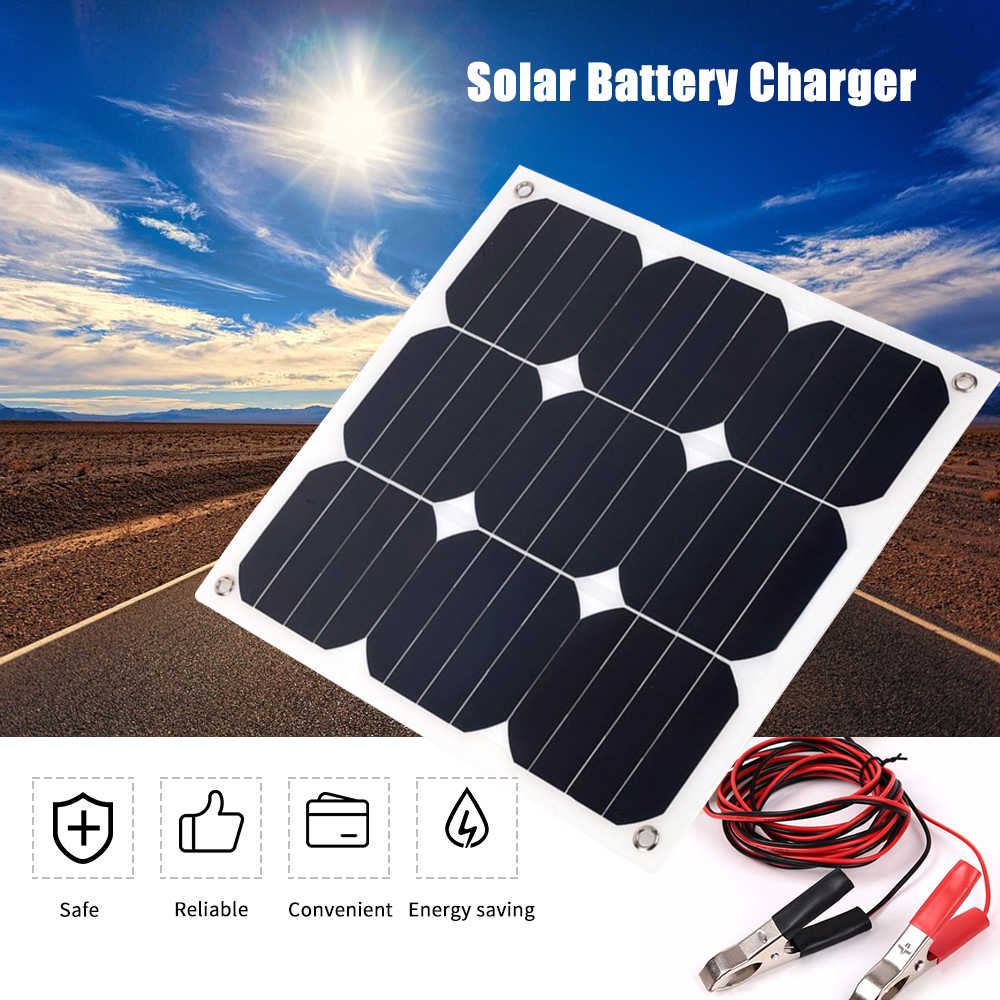 Solar Battery Charger
Safe
Reliable
Convenient
Energy saving